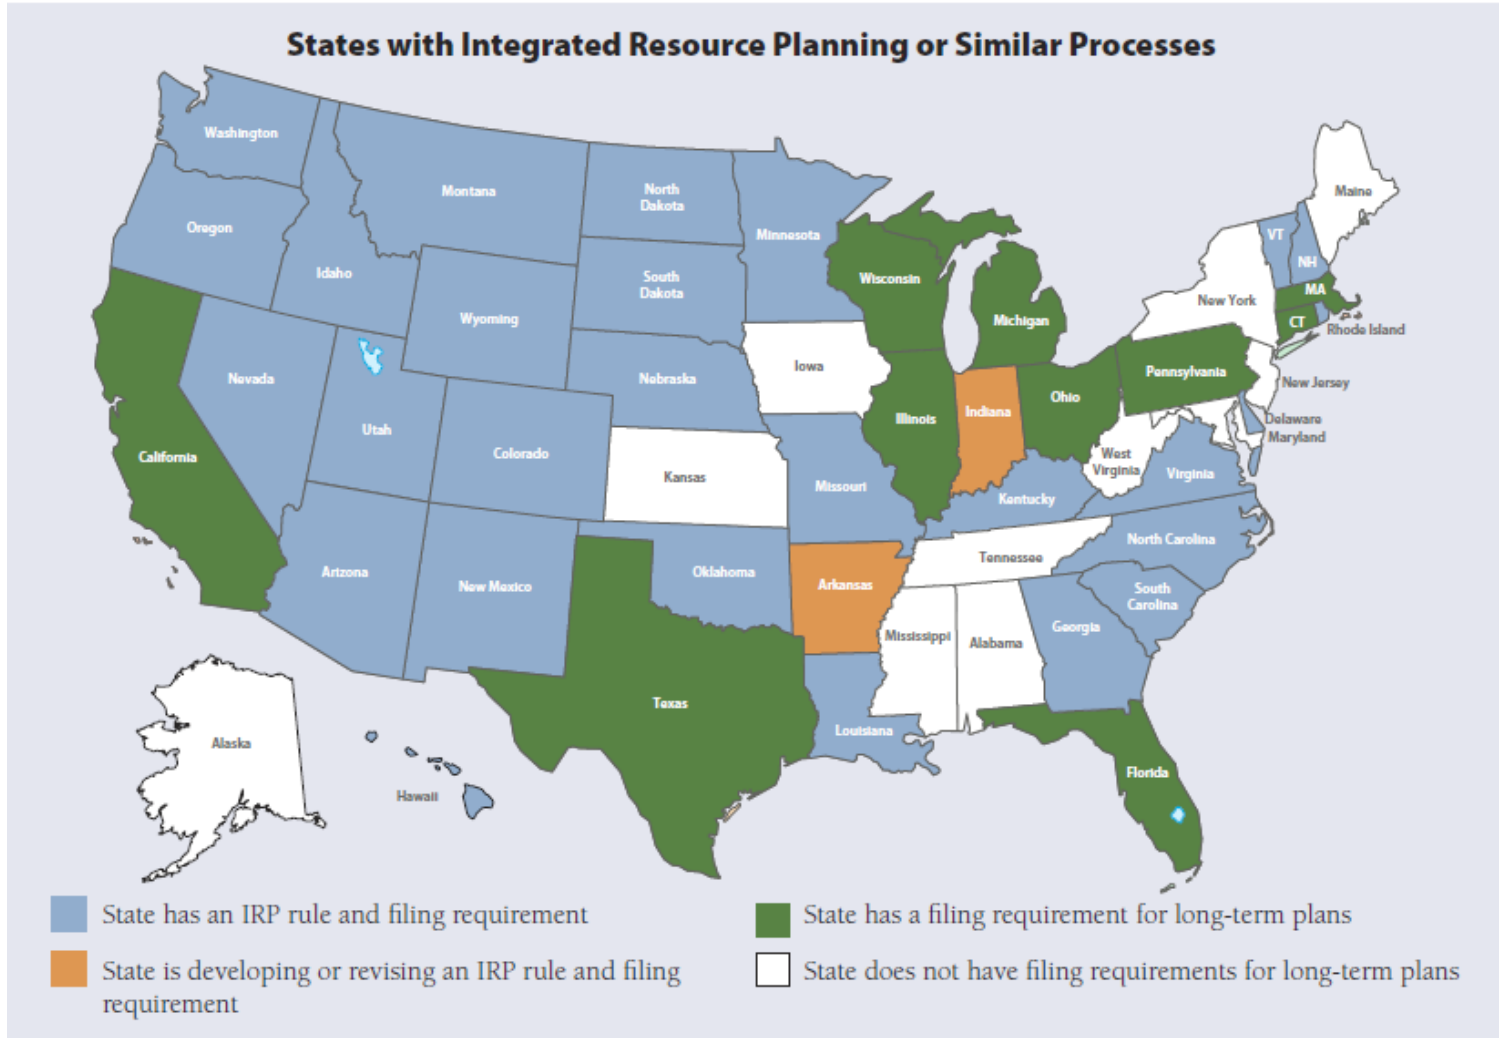 States with Integrated Resource Planning or Similar Processes
Washington
Montana
North
Dakota
Minnesota
Maine
Oregon
Idaho
South
Dakota
Wisconsin
VT
NH
MA
New York
CT
Rhode Island
Wyoming
Michigan
Iowa
Nevada
Nebraska
Pennsylvania
New Jersey
Utah
Illinois
Indiana
Ohio
Delaware
Maryland
California
Colorado
Kansas
Missouri
West
Virginia
Virginia
Kentucky
Arizona
New Mexico
Oklahoma
Arkansas
Tennessee
North Carolina
South
Carolina
Mississippi
Alabama
Georgia
Texas
Louisiana
Alaska
Hawaii
Florida
State has an IRP rule and filing requirement
State is developing or revising an IRP rule and filing
requirement
State has a filing requirement for long-term plans
State does not have filing requirements for long-term plans